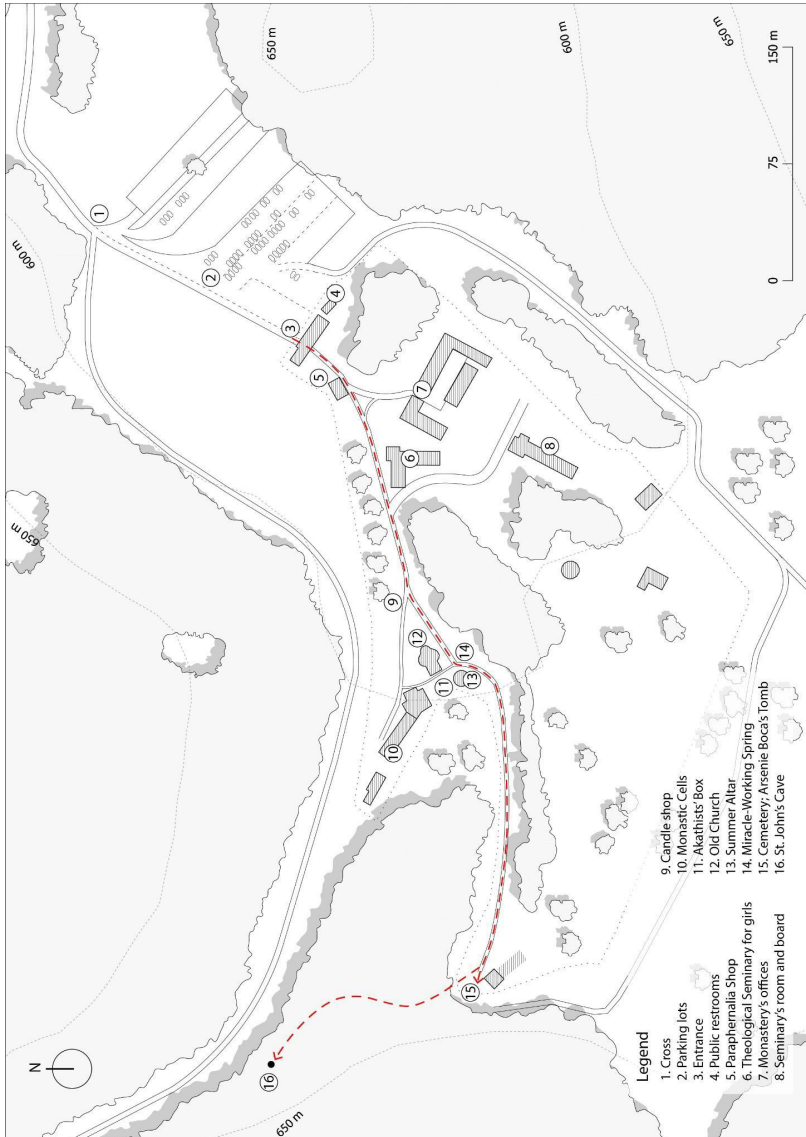 N
650 m
600 m
650 m
650 m
600 m
650 m
1
2
3
4
5
6
7
8
9
10
11
12
13
14
15
16
0 75 150 m
Legend
1. Cross
2. Parking lots
3. Entrance
4. Public restrooms
5. Paraphernalia Shop
6. Theological Seminary for girls
7. Monastery's offices
8. Seminary's room and board
9. Candle shop
10. Monastic Cells
11. Akathists' Box
12. Old Church
13. Summer Altar
14. Miracle-Working Spring
15. Cemetery; Arsenie Boca's Tomb
16. St. John's Cave